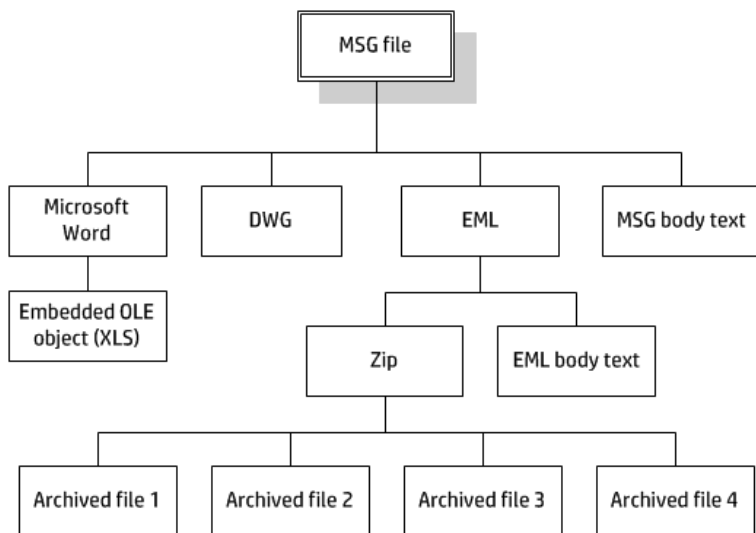 MSG file
Microsoft
Word
DWG
EML
MSG body text
Embedded OLE
object (XLS)
Zip
EML body text
Archived file 1
Archived file 2
Archived file 3
Archived file 4